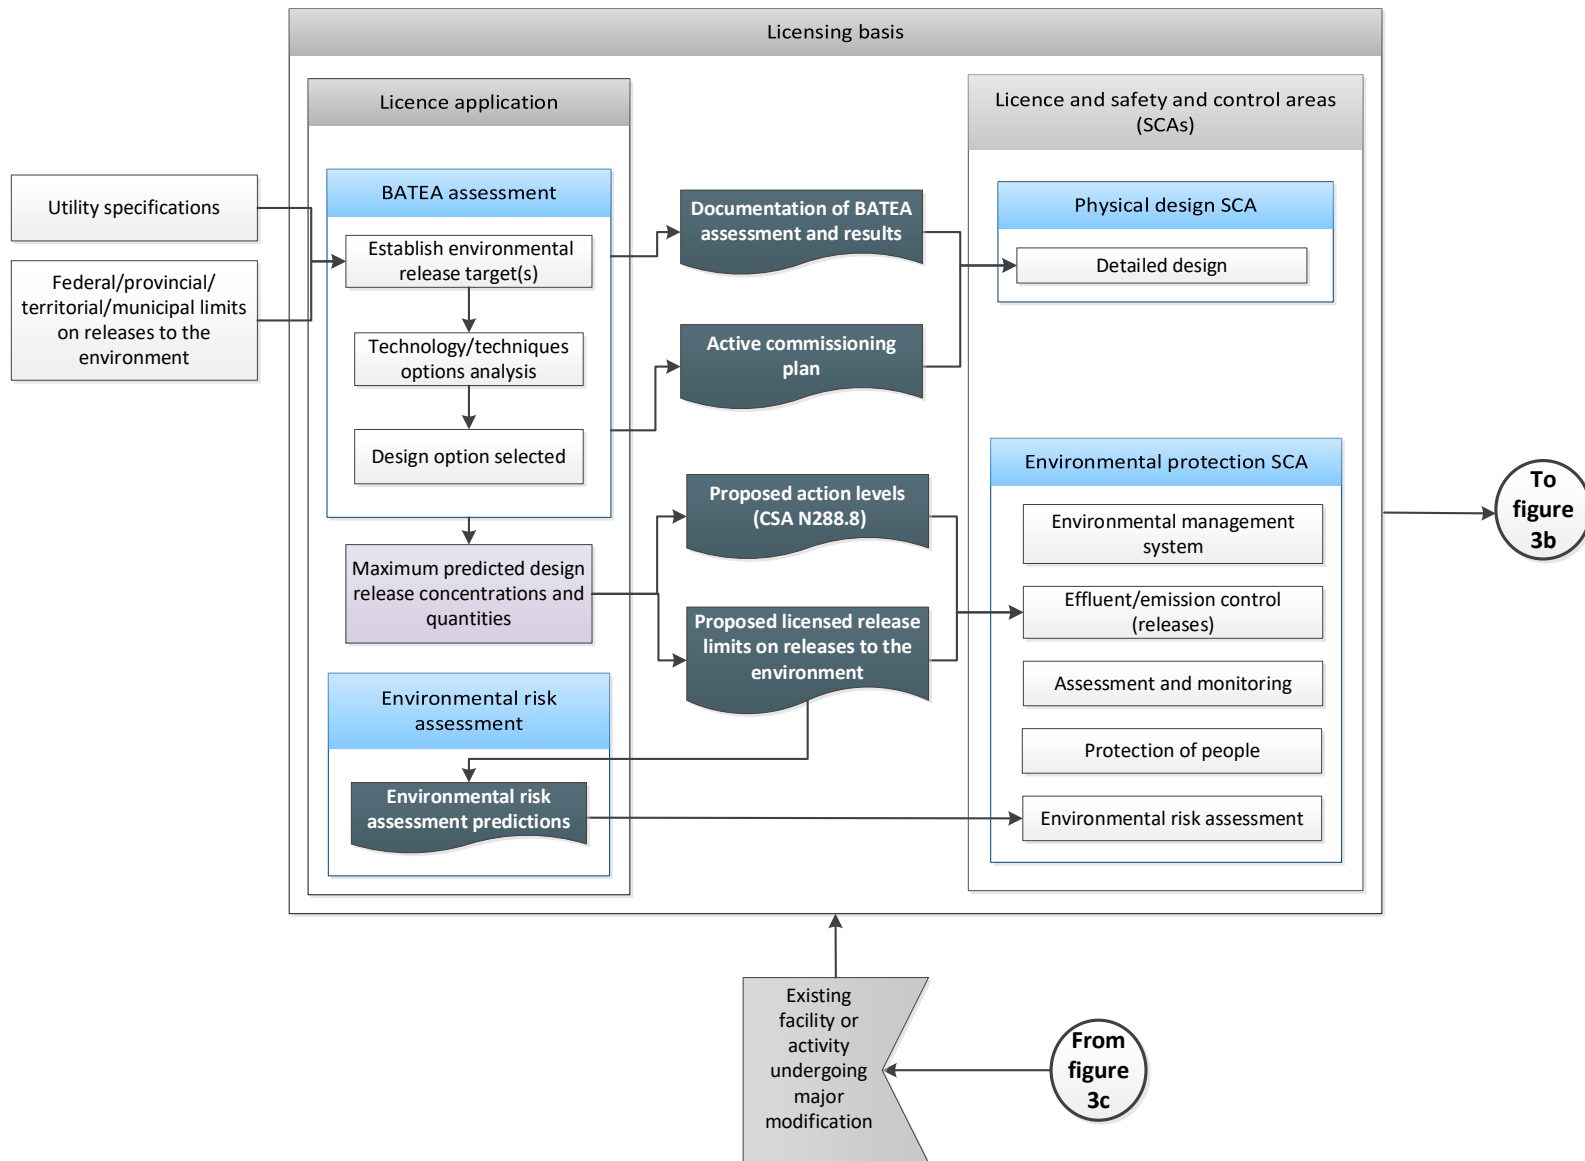 Licensing basis
Licence application
Licence and safety and control areas
(SCAs)
Utility specifications
Federal/provincial/
territorial/municipal limits
on releases to the
environment
BATEA assessment
Establish environmental
release target(s)
Technology/techniques
options analysis
Design option selected
Maximum predicted design
release concentrations and
quantities
Environmental risk
assessment
Environmental risk
assessment predictions
Documentation of BATEA
assessment and results
Active commissioning
plan
Proposed action levels
(CSA N288.8)
Proposed licensed release
limits on releases to the
environment
Physical design SCA
Detailed design
Environmental protection SCA
Environmental management
system
Effluent/emission control
(releases)
Assessment and monitoring
Protection of people
Environmental risk assessment
To
figure
3b
Existing
facility or
activity
undergoing
major
modification
From
figure
3c